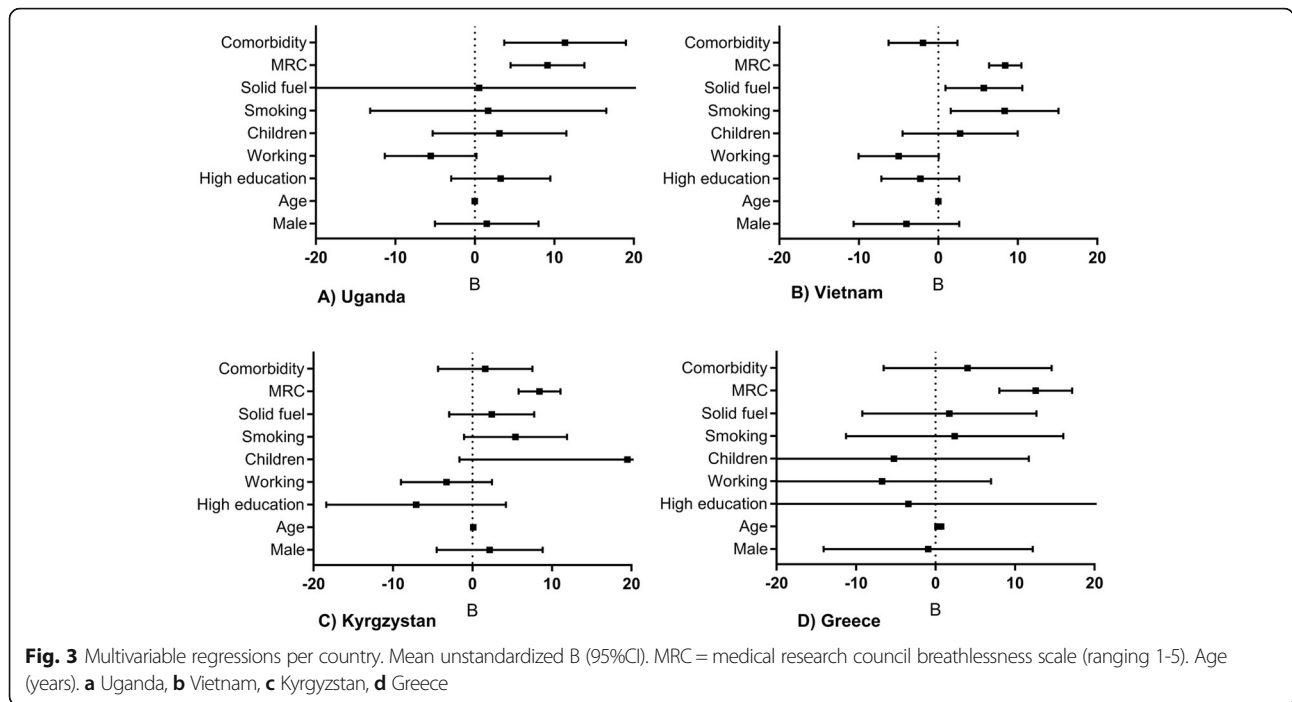 Comorbidity
MRC
Solid fuel
Smoking
Children
Working
High education
Age
Male
-20 -10 0 10 20
B
A) Uganda
Comorbidity
MRC
Solid fuel
Smoking
Children
Working
High education
Age
Male
-20 -10 0 10 20
B
B) Vietnam
Comorbidity
MRC
Solid fuel
Smoking
Children
Working
High education
Age
Male
-20 -10 0 10 20
B
C) Kyrgzystan
Comorbidity
MRC
Solid fuel
Smoking
Children
Working
High education
Age
Male
-20 -10 0 10 20
B
D) Greece
Fig. 3 Multivariable regressions per country. Mean unstandardized B (95%CI). MRC = medical research council breathlessness scale (ranging 1-5). Age
(years). a Uganda, b Vietnam, c Kyrgyzstan, d Greece